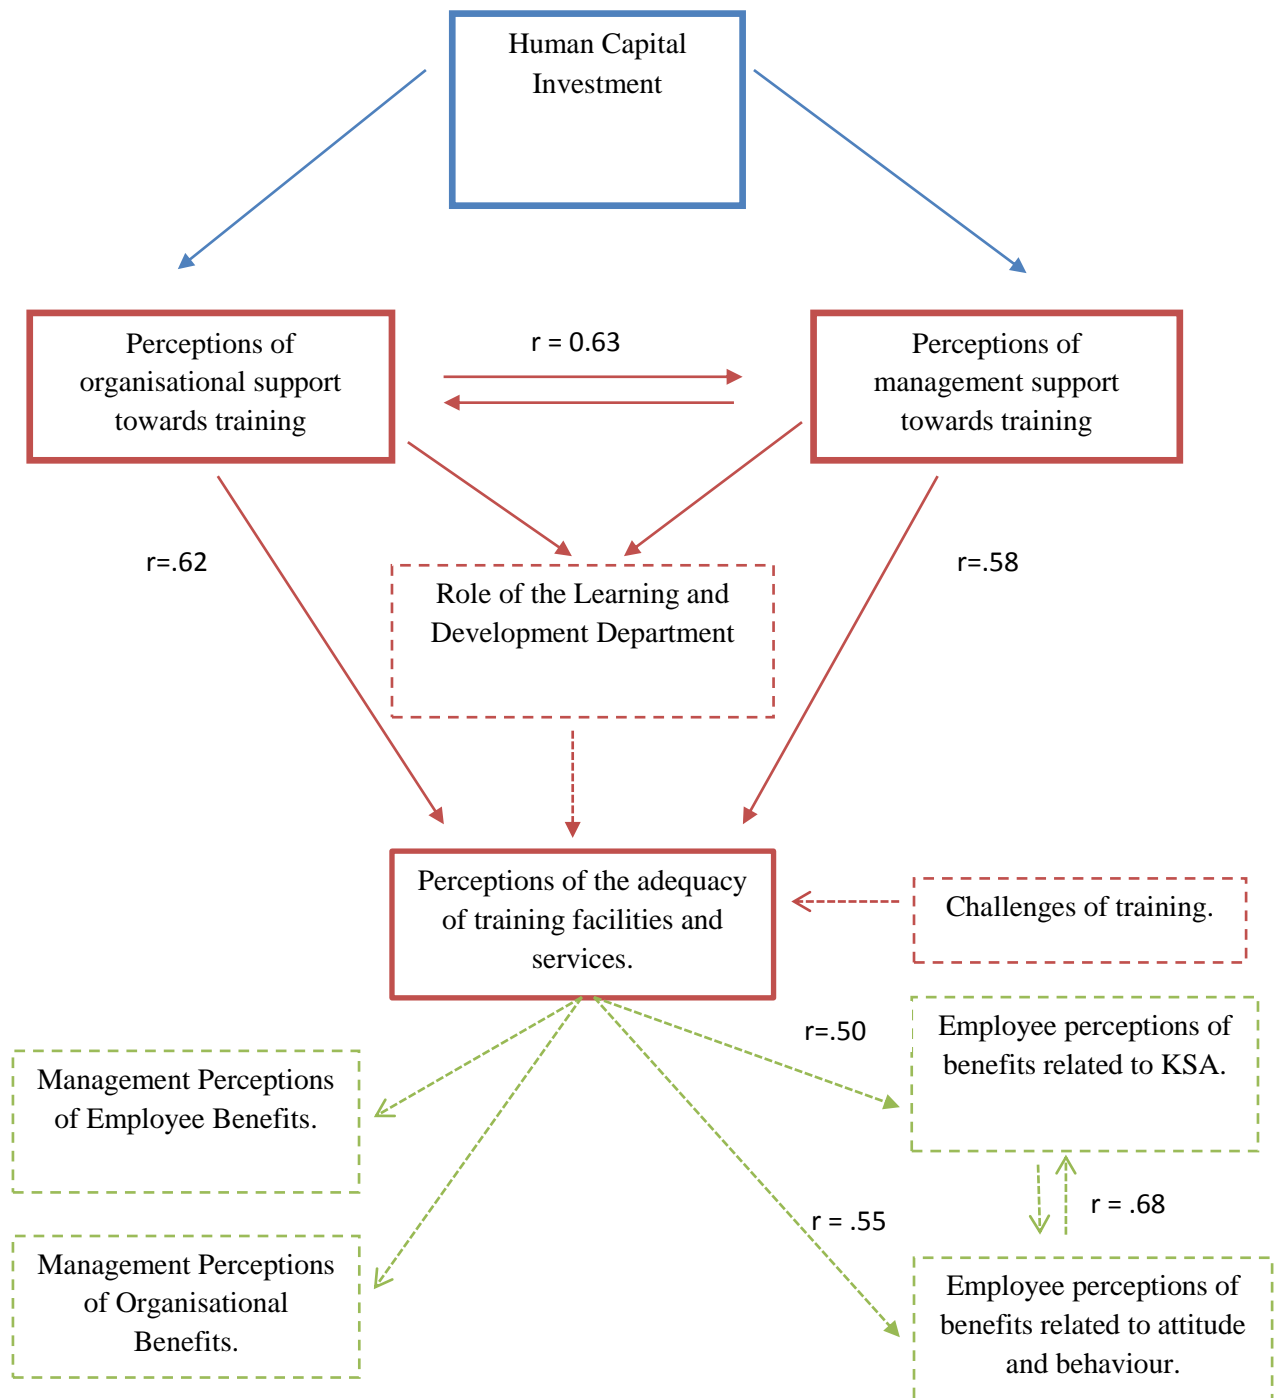 Human Capital
Investment
Perceptions of
organisational support
towards training
r = 0.63
Perceptions of
management support
towards training
r=.62
r=.58
Role of the Learning and
Development Department
Perceptions of the adequacy
of training facilities and
services.
Challenges of training.
r=.50
Employee perceptions of
benefits related to KSA.
Management Perceptions
of Employee Benefits.
r = .55
r = .68
Management Perceptions
of Organisational
Benefits.
Employee perceptions of
benefits related to attitude
and behaviour.